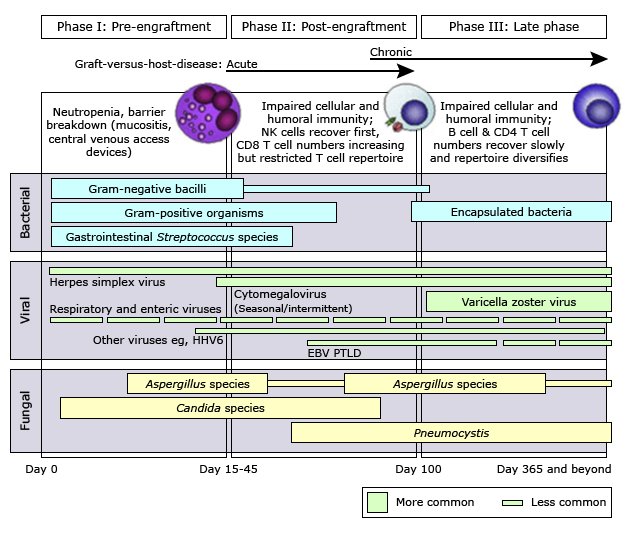 Phase I: Pre-engraftment
Phase II: Post-engraftment
Phase III: Late phase
Chronic
Graft-versus-host-disease: Acute
Neutropenia, barrier
breakdown (mucositis,
central venous access
devices)
Impaired cellular and
humoral immunity;
NK cells recover first,
CD8 T cell numbers increasing
but restricted T cell repertoire
Impaired cellular and
humoral immunity;
B cell & CD4 T cell
numbers recover slowly
and repertoire diversifies
Bacterial
Gram-negative bacilli
Gram-positive organisms
Encapsulated bacteria
Gastrointestinal Streptococcus species
Viral
Herpes simplex virus
Cytomegalovirus
(Seasonal/intermittent)
Varicella zoster virus
Respiratory and enteric viruses
Other viruses eg, HHV6
EBV PTLD
Fungal
Aspergillus species
Aspergillus species
Candida species
Pneumocystis
Day 0
Day 15-45
Day 100
Day 365 and beyond
More common
Less common